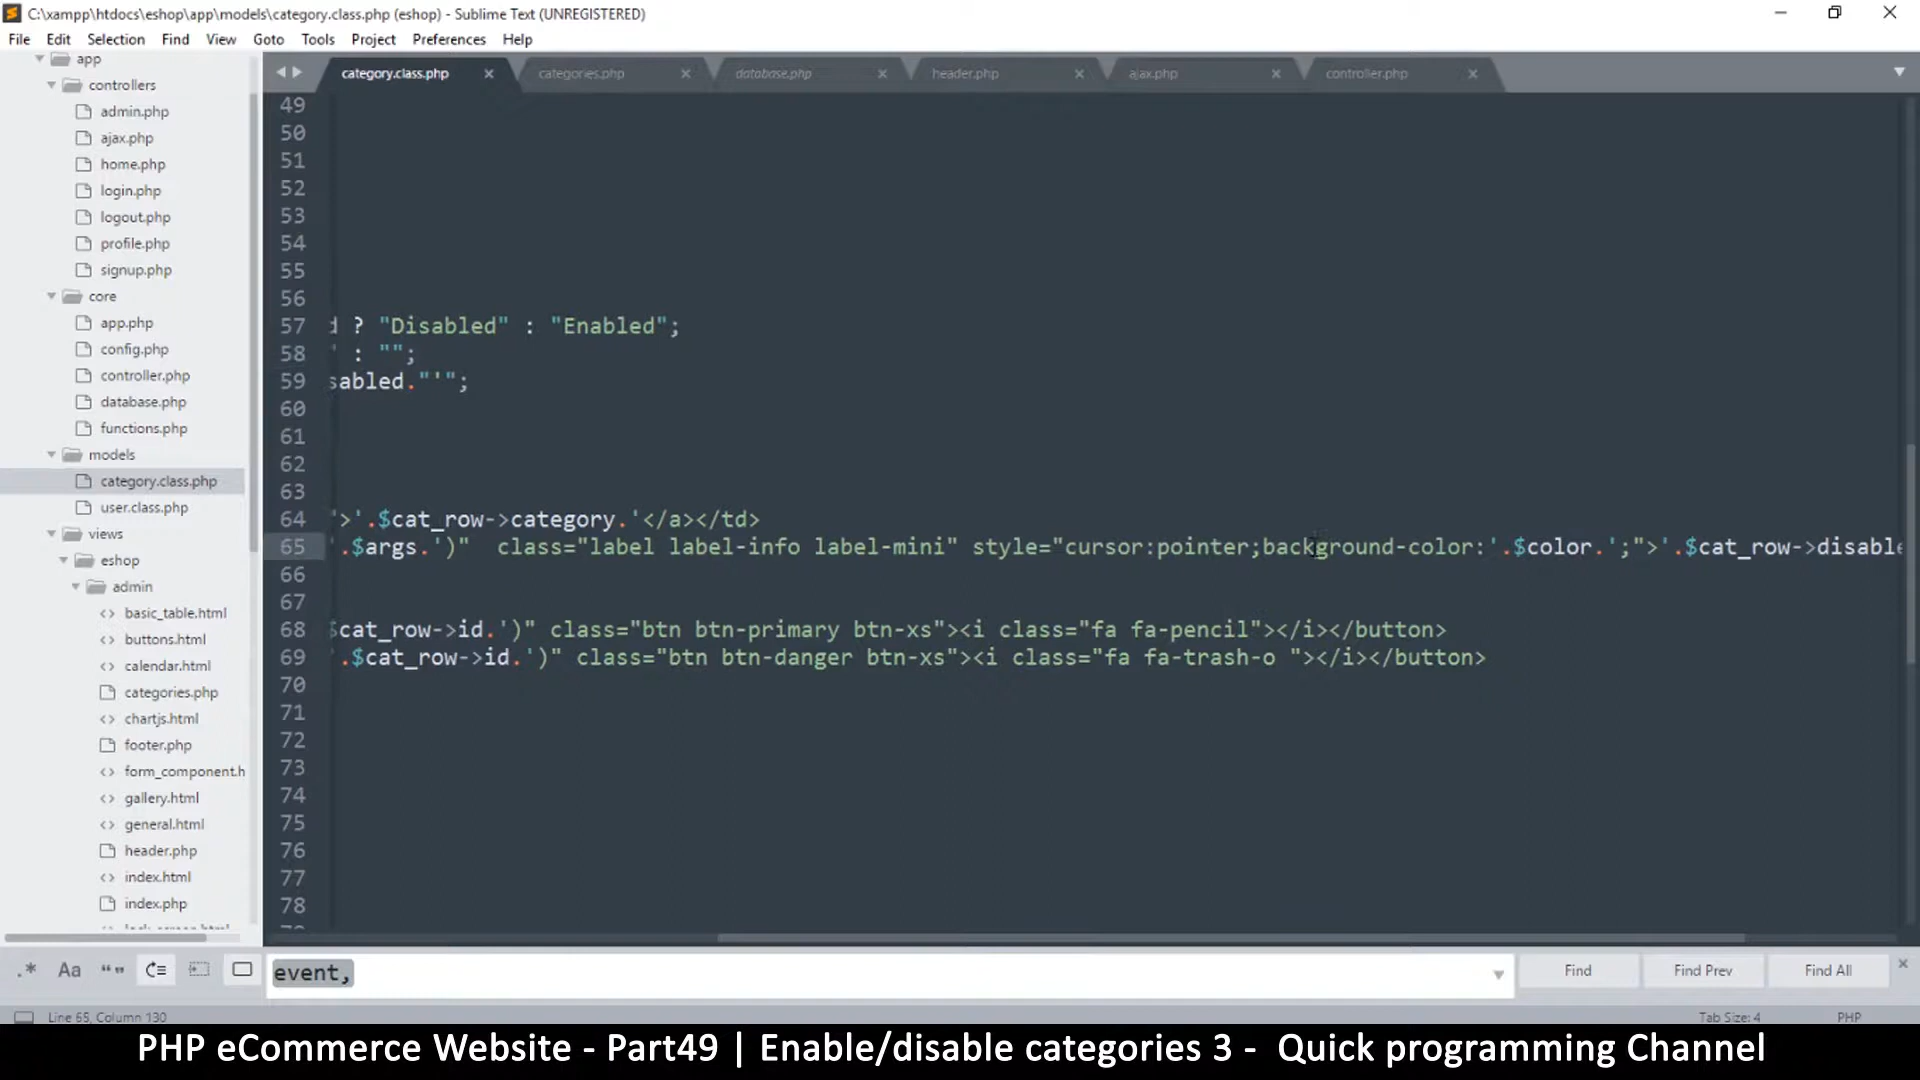 C:\xampp\htdocs\eshop\app\models\category.class.php (eshop) - Sublime Text (UNREGISTERED)
File Edit Selection Find View Goto Tools Project Preferences Help
app
controllers
admin.php
ajax.php
home.php
login.php
logout.php
profile.php
signup.php
core
app.php
config.php
controller.php
database.php
functions.php
models
category.class.php
user.class.php
views
eshop
admin
basic_table.html
buttons.html
calendar.html
categories.php
chartjs.html
footer.php
form_component.h
gallery.html
general.html
header.php
index.html
index.php
category.class.php categories.php database.php header.php ajax.php controller.php
49
50
51
52
53
54
55
56
57 d ? "Disabled" : "Enabled";
58 ' : "";
59 sabled."'";
60
61
62
63
64 '>'.$cat_row->category.'</a></td>
65 '.$args.')"  class="label label-info label-mini" style="cursor:pointer;background-color:'.$color.';">'.$cat_row->disable
66
67
68 $cat_row->id.')" class="btn btn-primary btn-xs"><i class="fa fa-pencil"></i></button>
69 '.$cat_row->id.')" class="btn btn-danger btn-xs"><i class="fa fa-trash-o "></i></button>
70
71
72
73
74
75
76
77
78
.* Aa “” event, Find Find Prev Find All
Line 65, Column 130 Tab Size: 4 PHP
PHP eCommerce Website - Part49 | Enable/disable categories 3 - Quick programming Channel